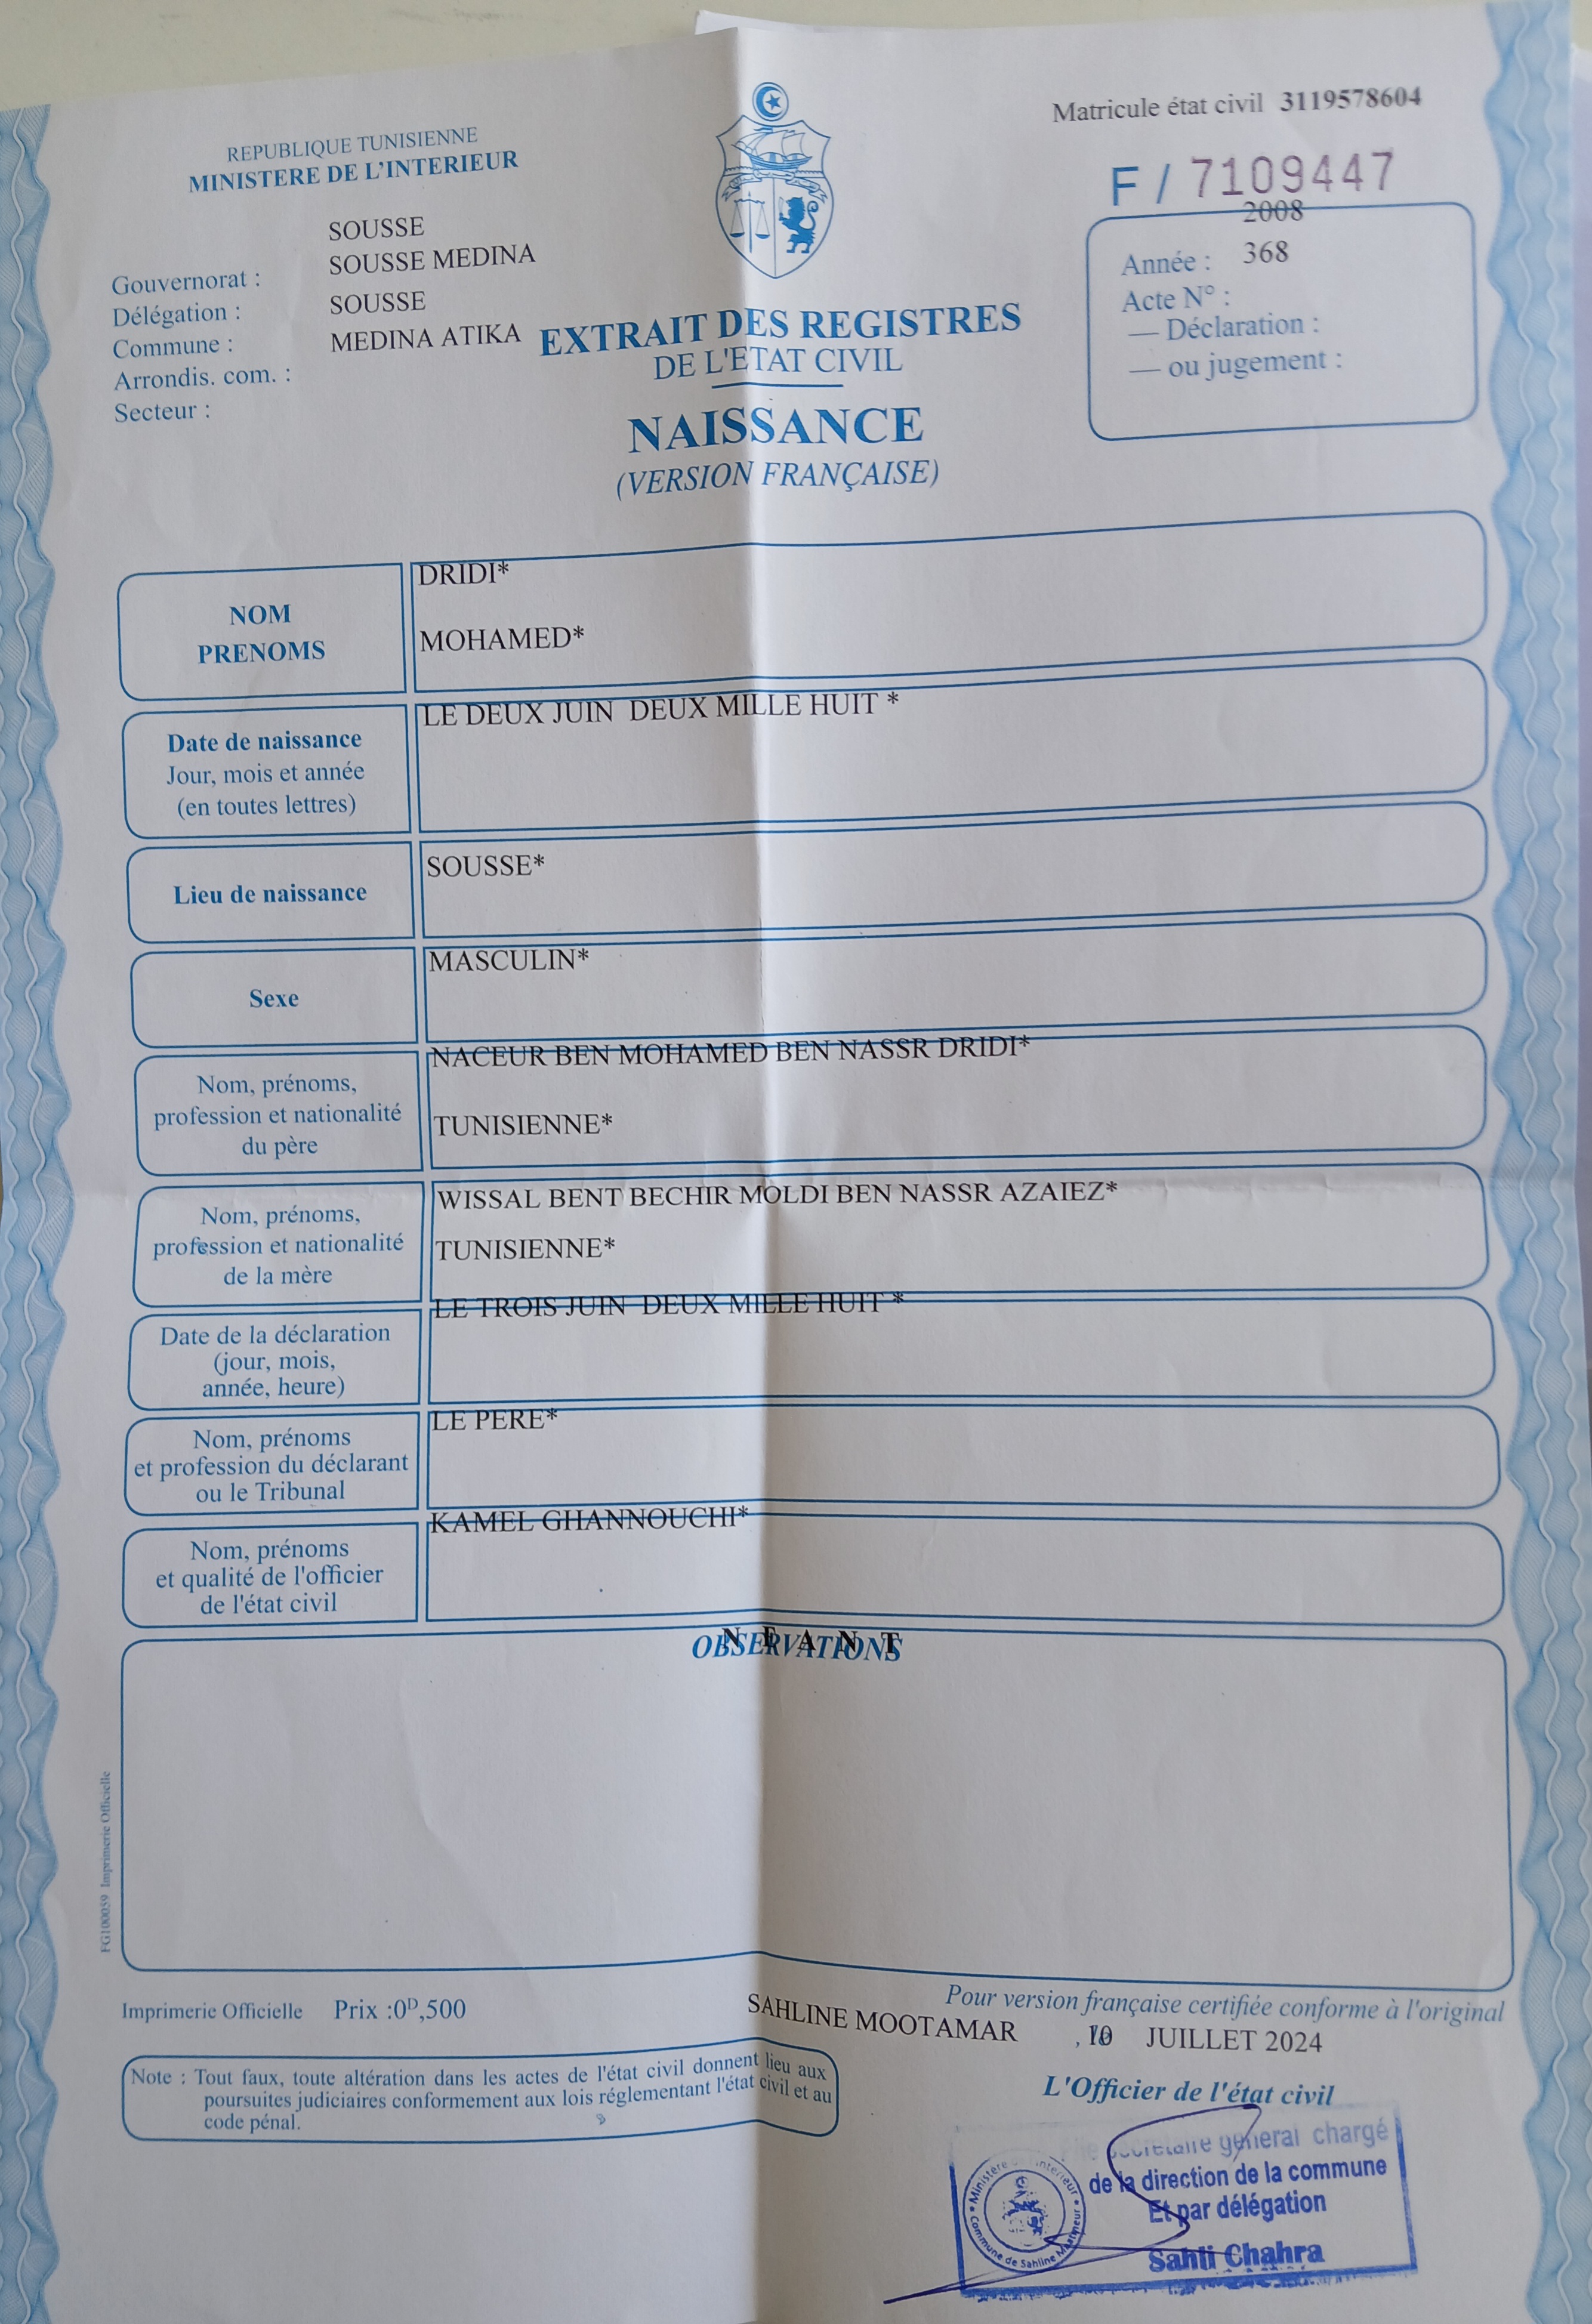 REPUBLIQUE TUNISIENNE
MINISTERE DE L'INTERIEUR
Matricule état civil 3119578604
F / 7109447
SOUSSE
SOUSSE MEDINA
SOUSSE
MEDINA ATIKA
Gouvernorat :
Délégation :
Commune :
Arrondis. com. :
Secteur :
2008
Année : 368
Acte N° :
— Déclaration :
— ou jugement :
EXTRAIT DES REGISTRES
DE L'ETAT CIVIL
NAISSANCE
(VERSION FRANÇAISE)
NOM
PRENOMS
DRIDI*
MOHAMED*
Date de naissance
Jour, mois et année
(en toutes lettres)
LE DEUX JUIN DEUX MILLE HUIT *
Lieu de naissance
SOUSSE*
Sexe
MASCULIN*
Nom, prénoms,
profession et nationalité
du père
NACEUR BEN MOHAMED BEN NASSR DRIDI*
TUNISIENNE*
Nom, prénoms,
profession et nationalité
de la mère
WISSAL BENT BECHIR MOLDI BEN NASSR AZAIEZ*
TUNISIENNE*
Date de la déclaration
(jour, mois,
année, heure)
LE TROIS JUIN DEUX MILLE HUIT *
Nom, prénoms
et profession du déclarant
ou le Tribunal
LE PERE*
Nom, prénoms
et qualité de l'officier
de l'état civil
KAMEL GHANNOUCHI*
OBSERVATIONS
N E A N T
FG100059 Imprimerie Officielle
Imprimerie Officielle Prix :0ᴰ,500
Pour version française certifiée conforme à l'original
SAHLINE MOOTAMAR , JUILLET 2024
Note : Tout faux, toute altération dans les actes de l'état civil donnent lieu aux
poursuites judiciaires conformement aux lois réglementant l'état civil et au
code pénal.
L'Officier de l'état civil
secrétaire général chargé
de la direction de la commune
Et par délégation
Sahli Chahra
Ministère de l'intérieur
Commune de Sahline